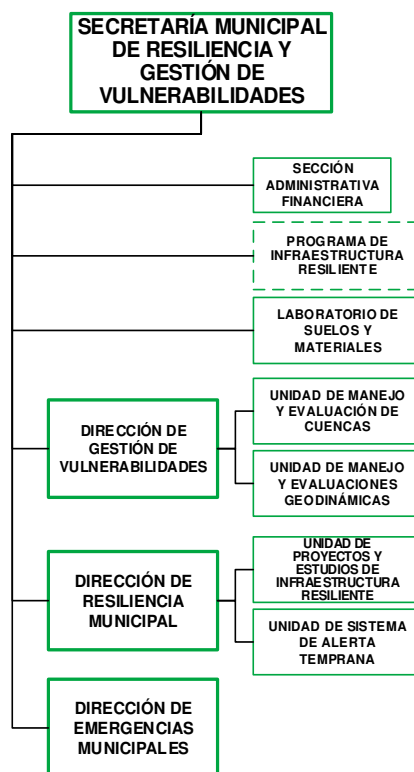 SECRETARÍA MUNICIPAL
DE RESILIENCIA Y
GESTIÓN DE
VULNERABILIDADES
SECCIÓN
ADMINISTRATIVA
FINANCIERA
PROGRAMA DE
INFRAESTRUCTURA
RESILIENTE
LABORATORIO DE
SUELOS Y
MATERIALES
DIRECCIÓN DE
GESTIÓN DE
VULNERABILIDADES
UNIDAD DE MANEJO
Y EVALUACIÓN DE
CUENCAS
UNIDAD DE MANEJO
Y EVALUACIONES
GEODINÁMICAS
DIRECCIÓN DE
RESILIENCIA
MUNICIPAL
UNIDAD DE
PROYECTOS Y
ESTUDIOS DE
INFRAESTRUCTURA
RESILIENTE
UNIDAD DE SISTEMA
DE ALERTA
TEMPRANA
DIRECCIÓN DE
EMERGENCIAS
MUNICIPALES